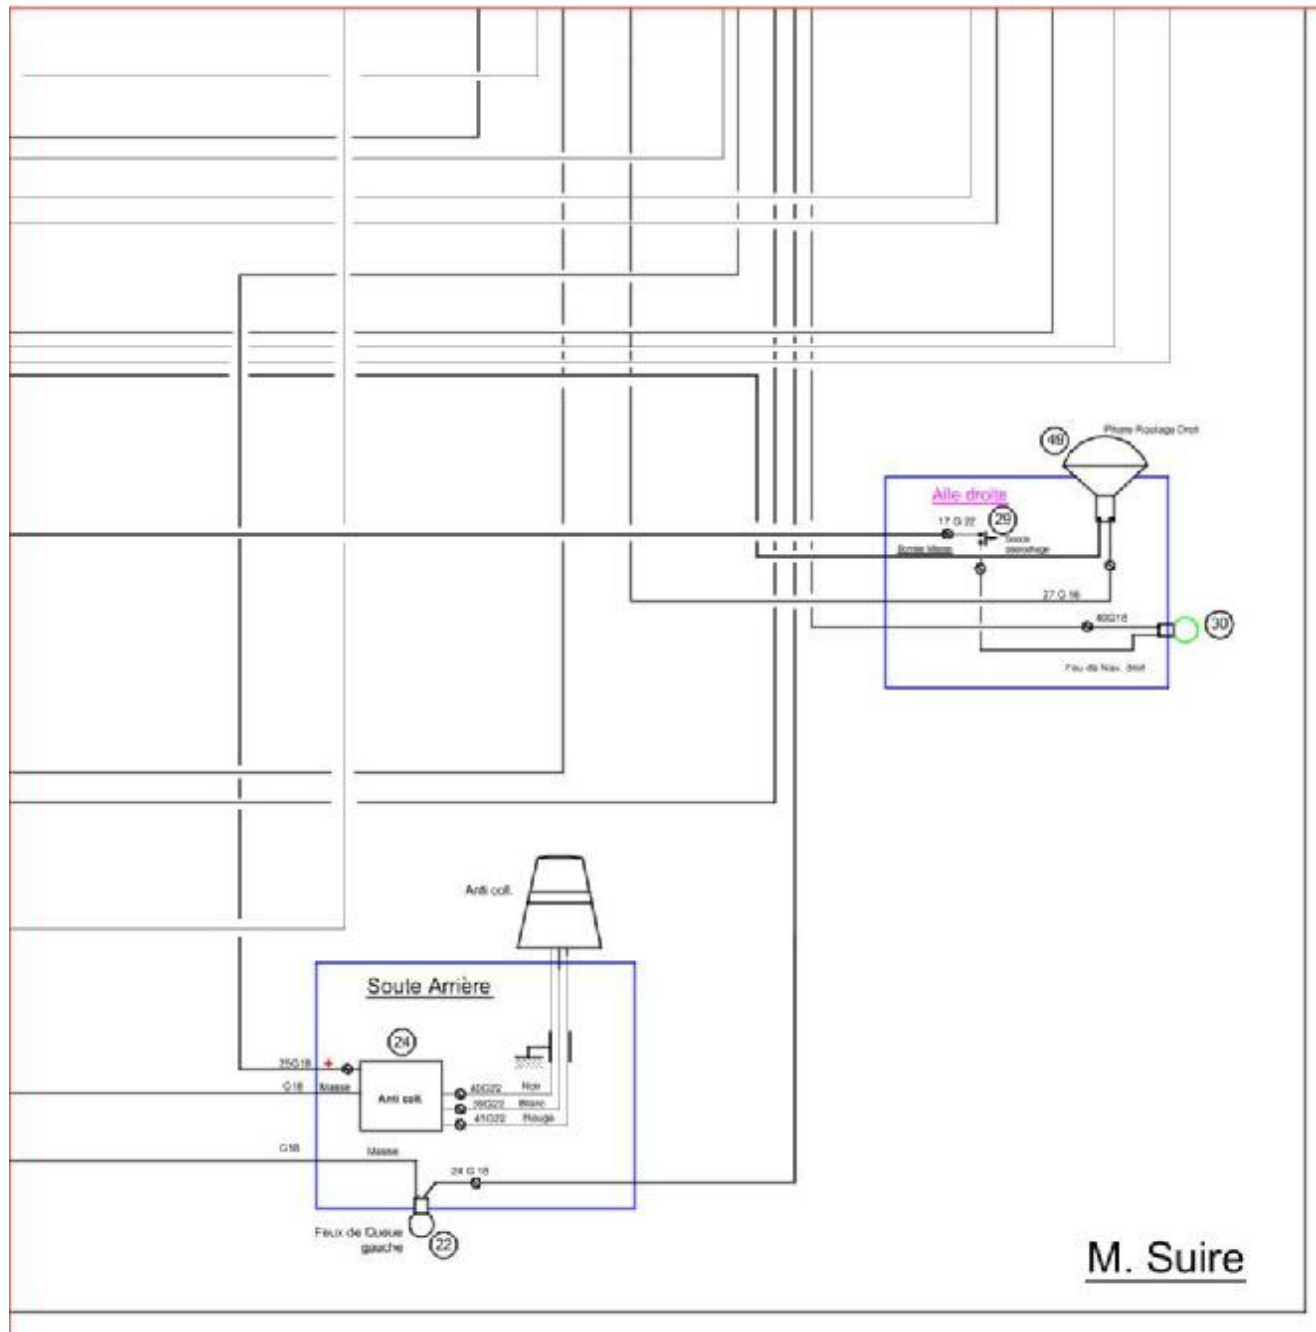 Phare Roulage Droit
49
Aile droite
17 G 22
29
Bornier Masse
27 G 16
30
Feu de Nav. droit
Anti coll.
Soute Arrière
24
25G18
+
G18
Masse
Anti coll.
40G22
Noir
39G22
Blanc
41G22
Rouge
G18
Masse
24 G 18
Feux de Queue
gauche
22
M. Suire